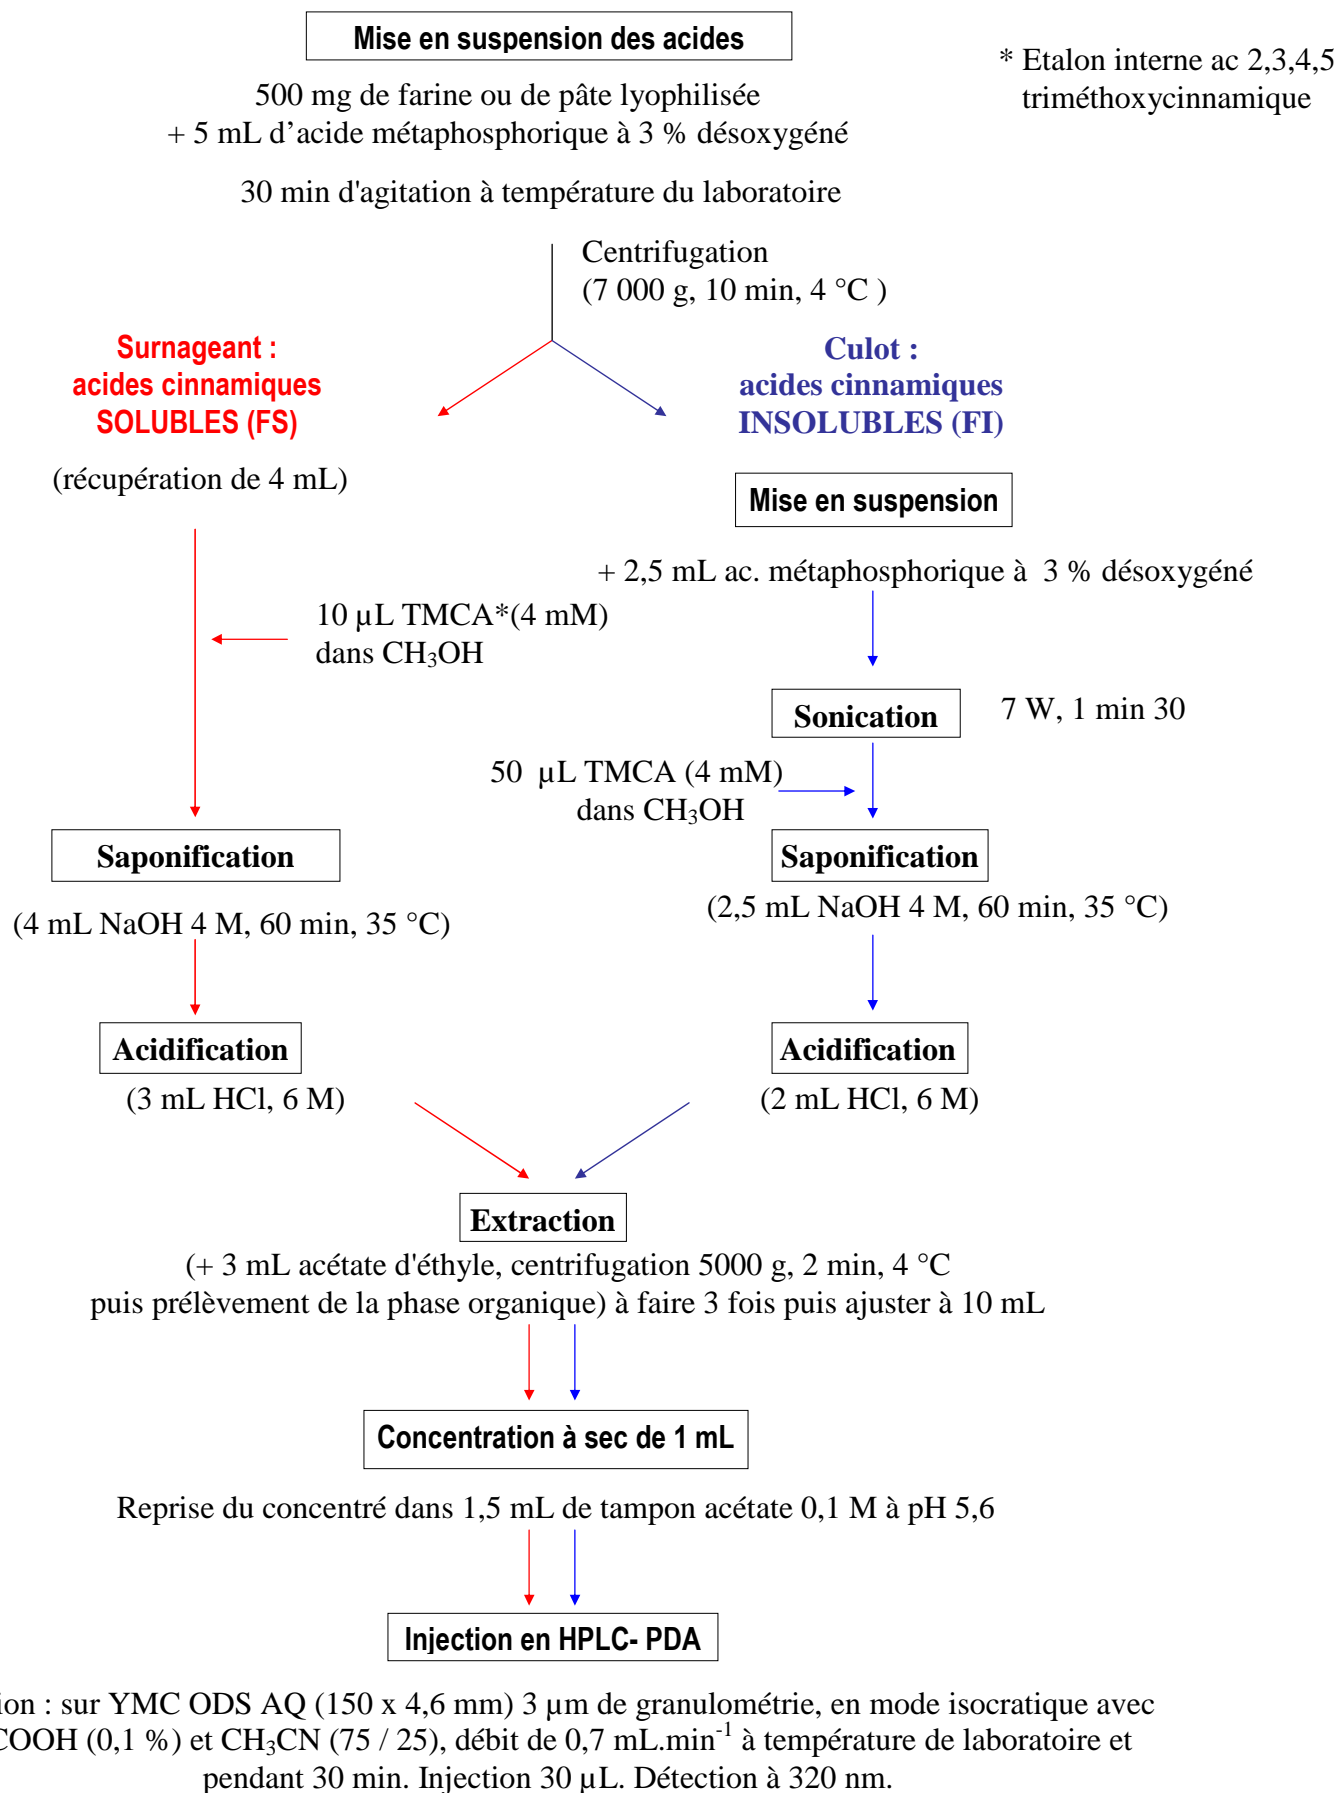 Mise en suspension des acides
* Etalon interne ac 2,3,4,5
triméthoxycinnamique
500 mg de farine ou de pâte lyophilisée
+ 5 mL d’acide métaphosphorique à 3 % désoxygéné
30 min d'agitation à température du laboratoire
Centrifugation
(7 000 g, 10 min, 4 °C )
Surnageant :
acides cinnamiques
SOLUBLES (FS)
(récupération de 4 mL)
Culot :
acides cinnamiques
INSOLUBLES (FI)
Mise en suspension
+ 2,5 mL ac. métaphosphorique à 3 % désoxygéné
10 µL TMCA*(4 mM)
dans CH₃OH
Sonication
7 W, 1 min 30
50 µL TMCA (4 mM)
dans CH₃OH
Saponification
(4 mL NaOH 4 M, 60 min, 35 °C)
Saponification
(2,5 mL NaOH 4 M, 60 min, 35 °C)
Acidification
(3 mL HCl, 6 M)
Acidification
(2 mL HCl, 6 M)
Extraction
(+ 3 mL acétate d'éthyle, centrifugation 5000 g, 2 min, 4 °C
puis prélèvement de la phase organique) à faire 3 fois puis ajuster à 10 mL
Concentration à sec de 1 mL
Reprise du concentré dans 1,5 mL de tampon acétate 0,1 M à pH 5,6
Injection en HPLC- PDA
ion : sur YMC ODS AQ (150 x 4,6 mm) 3 µm de granulométrie, en mode isocratique avec
COOH (0,1 %) et CH₃CN (75 / 25), débit de 0,7 mL.min⁻¹ à température de laboratoire et
pendant 30 min. Injection 30 µL. Détection à 320 nm.